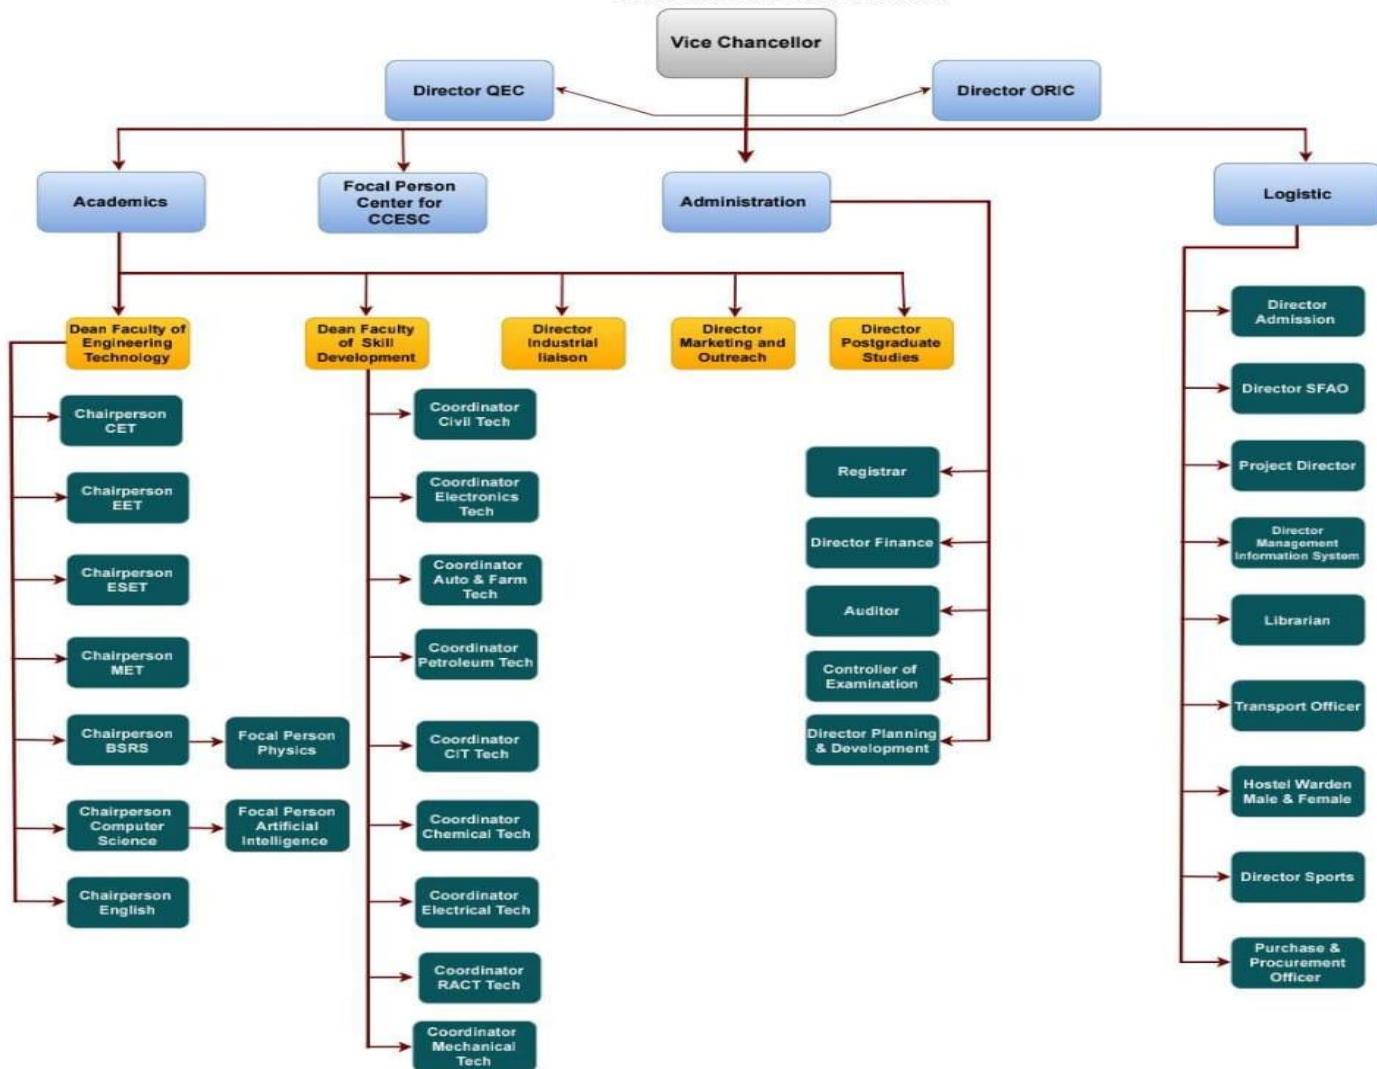 Vice Chancellor
Director QEC
Director ORIC
Academics
Focal Person
Center for
CCESC
Administration
Logistic
Dean Faculty of
Engineering
Technology
Dean Faculty
of Skill
Development
Director
Industrial
liaison
Director
Marketing and
Outreach
Director
Postgraduate
Studies
Chairperson
CET
Chairperson
EET
Chairperson
ESET
Chairperson
MET
Chairperson
BSRS
Focal Person
Physics
Chairperson
Computer
Science
Focal Person
Artificial
Intelligence
Chairperson
English
Coordinator
Civil Tech
Coordinator
Electronics
Tech
Coordinator
Auto & Farm
Tech
Coordinator
Petroleum Tech
Coordinator
CIT Tech
Coordinator
Chemical Tech
Coordinator
Electrical Tech
Coordinator
RACT Tech
Coordinator
Mechanical
Tech
Registrar
Director Finance
Auditor
Controller of
Examination
Director Planning
& Development
Director
Admission
Director SFAO
Project Director
Director
Management
Information System
Librarian
Transport Officer
Hostel Warden
Male & Female
Director Sports
Purchase &
Procurement
Officer